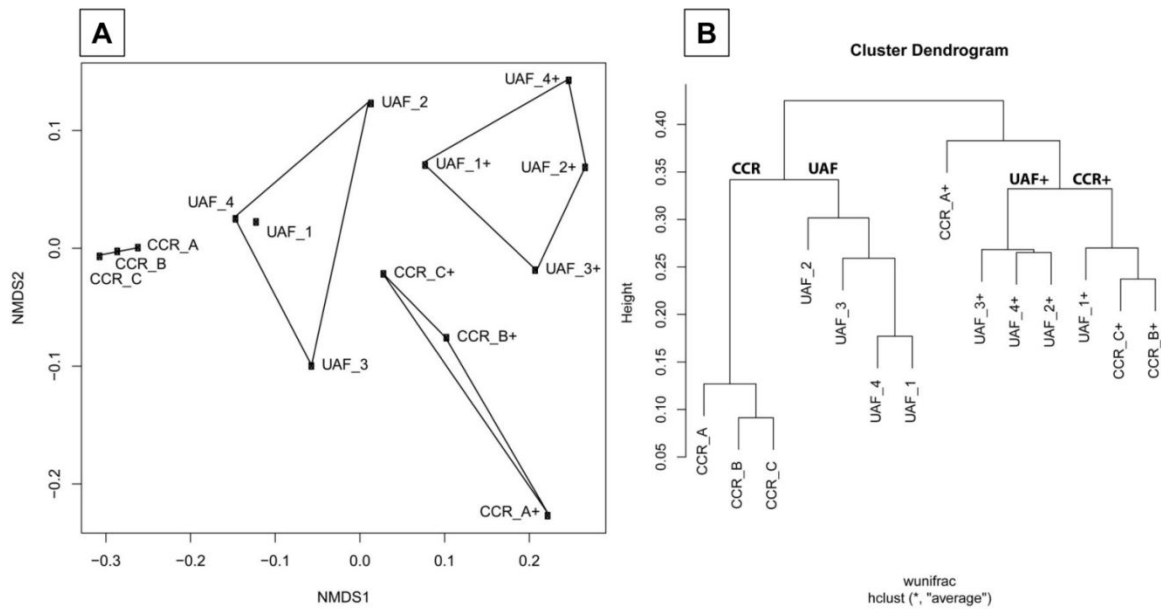 A
UAF_4+
UAF_2
UAF_1+
UAF_2+
UAF_4
UAF_1
CCR_A
CCR_B
CCR_C
UAF_3+
CCR_C+
CCR_B+
UAF_3
CCR_A+
0.1
0.0
−0.1
−0.2
NMDS2
−0.3
−0.2
−0.1
0.0
0.1
0.2
NMDS1
B
Cluster Dendrogram
0.40
0.35
0.30
0.25
0.20
0.15
0.10
0.05
Height
CCR
UAF
UAF+
CCR+
CCR_A
CCR_B
CCR_C
UAF_2
UAF_3
UAF_4
UAF_1
CCR_A+
UAF_3+
UAF_4+
UAF_2+
UAF_1+
CCR_C+
CCR_B+
wunifrac
hclust (*, "average")